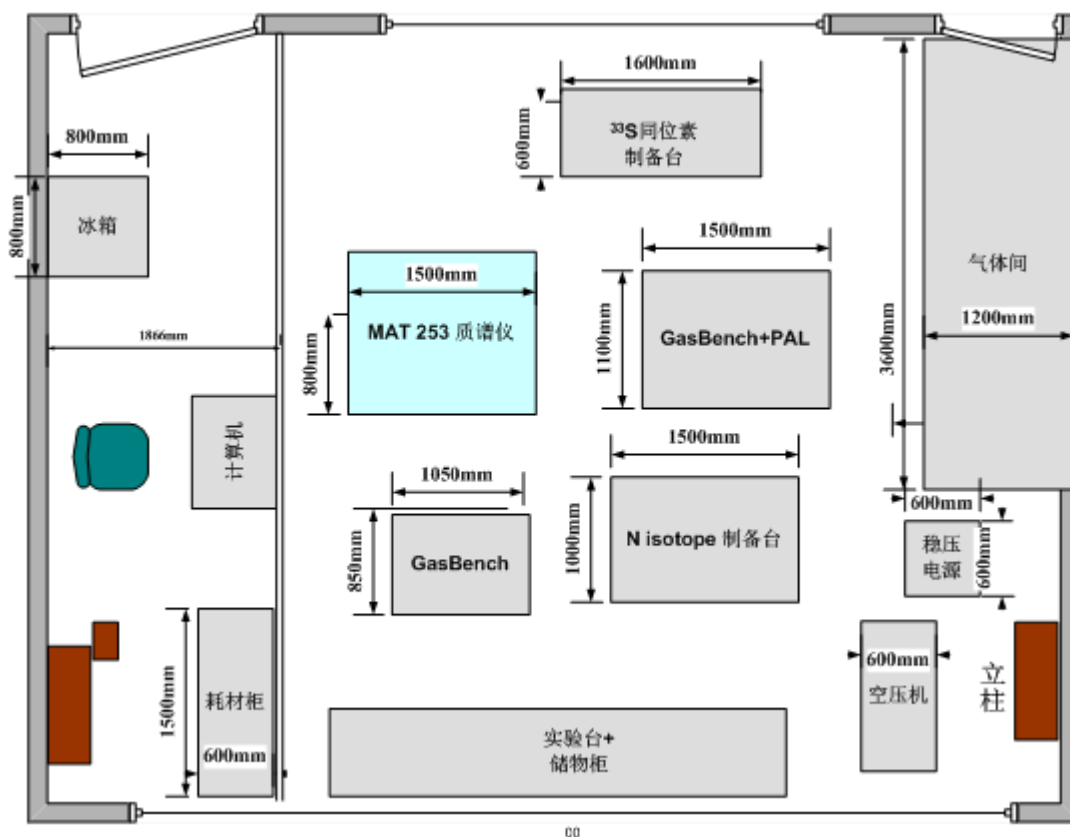 1600mm
³³S同位素
制备台
600mm
800mm
冰箱
800mm
1500mm
MAT 253 质谱仪
800mm
1500mm
GasBench+PAL
1100mm
气体间
1200mm
3600mm
1866mm
计算机
1050mm
GasBench
850mm
1500mm
N isotope 制备台
1000mm
600mm
稳压
电源
600mm
耗材柜
1500mm
600mm
600mm
空压机
立
柱
实验台+
储物柜